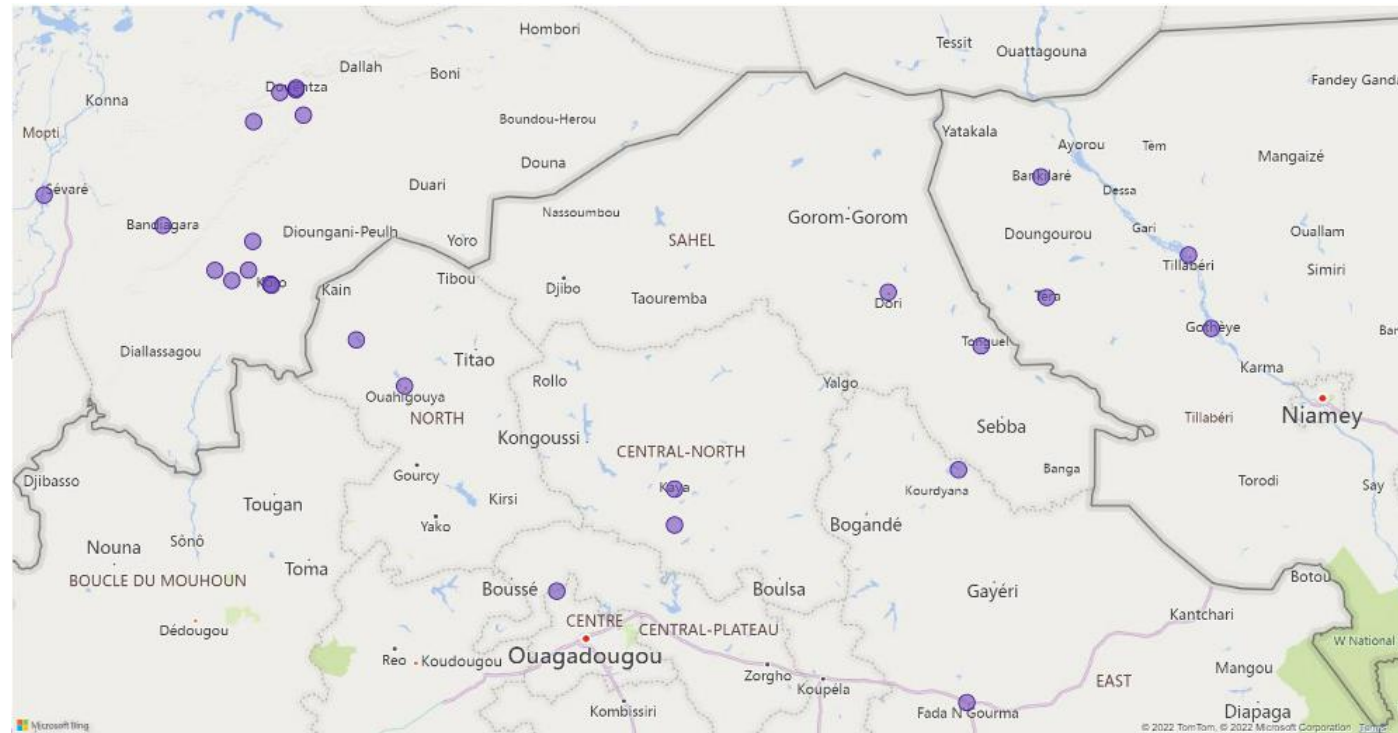 Hombori
Tessit
Ouattagouna
Dallah
Boni
Fandey Ganda
Douentza
Konna
Boundou-Herou
Mopti
Yatakala
Ayorou
Tèm
Mangaïzé
Douna
Bankilaré
Dessa
Sévaré
Duari
Nassoumbou
Gorom-Gorom
Bandiagara
Dioungani-Peulh
Yoro
SAHEL
Doungourou
Gari
Ouallam
Tillabéri
Simiri
Tibou
Koro
Kain
Djibo
Taouremba
Dori
Téra
Gothèye
Diallassagou
Titao
Tonguel
Karma
Rollo
Yalgo
Ouahigouya
NORTH
Tillabéri
Niamey
Sebba
Kongoussi
CENTRAL-NORTH
Djibasso
Gourcy
Banga
Torodi
Say
Kaya
Kourdyana
Tougan
Kirsi
Yako
Bogandé
Nouna
Sônô
Toma
BOUCLE DU MOUHOUN
Boussé
Boulsa
Gayéri
Botou
Kantchari
Dédougou
CENTRE
CENTRAL-PLATEAU
W National
Reo
Koudougou
Ouagadougou
Zorgho
Koupéla
EAST
Mangou
Kombissiri
Fada N Gourma
Diapaga
Microsoft Bing
© 2022 TomTom, © 2022 Microsoft Corporation Terms